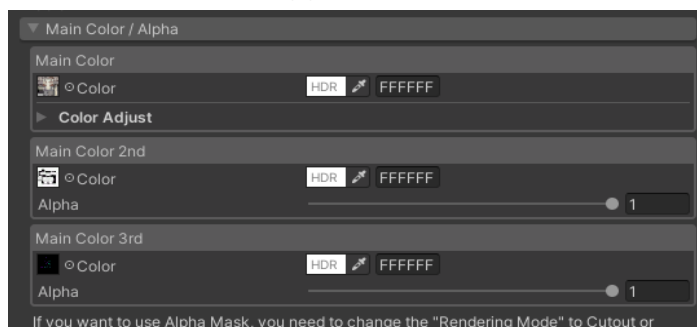 Main Color / Alpha
Main Color
Color HDR FFFFFF
Color Adjust
Main Color 2nd
Color HDR FFFFFF
Alpha 1
Main Color 3rd
Color HDR FFFFFF
Alpha 1
If you want to use Alpha Mask, you need to change the "Rendering Mode" to Cutout or